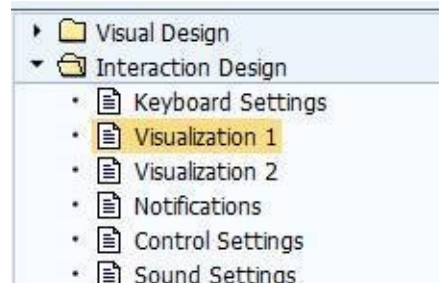 Visual Design
Interaction Design
Keyboard Settings
Visualization 1
Visualization 2
Notifications
Control Settings
Sound Settings